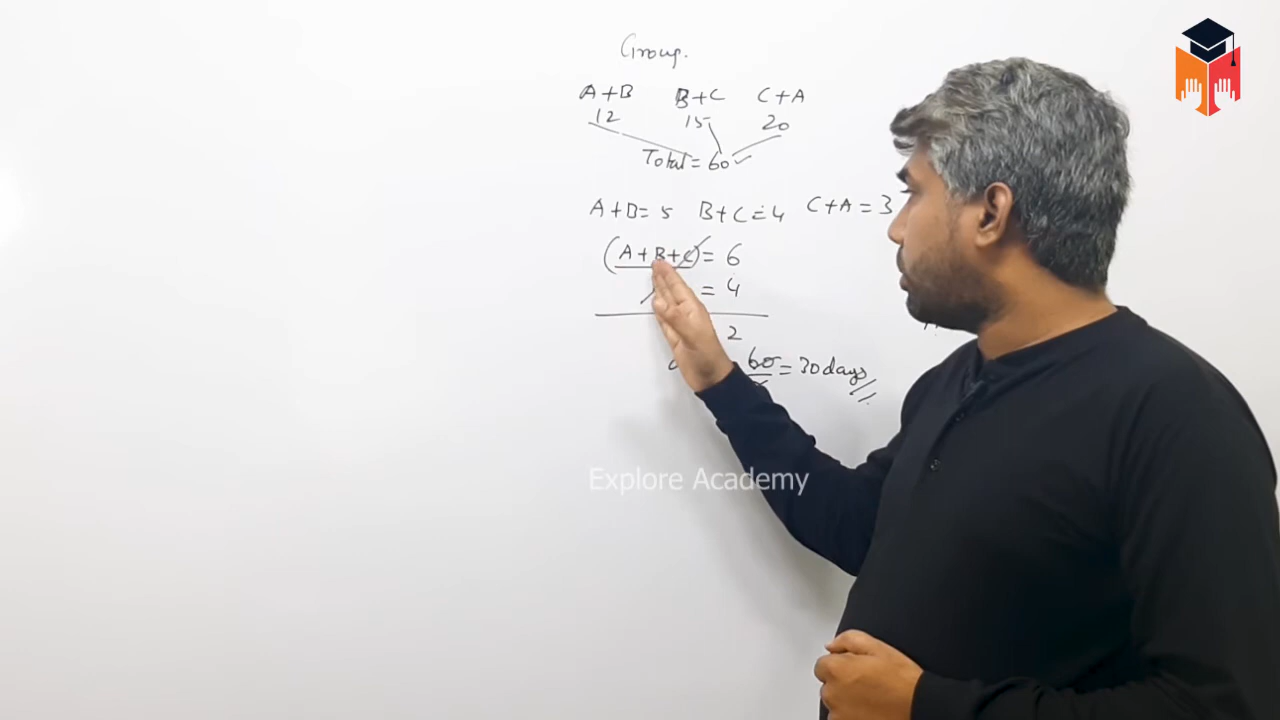 Group.
A+B B+C C+A
12 15 20
Total = 60
A+B= 5 B+C = 4 C+A = 3
(A+B+C) = 6
= 4
2
60 = 30 days
Explore Academy